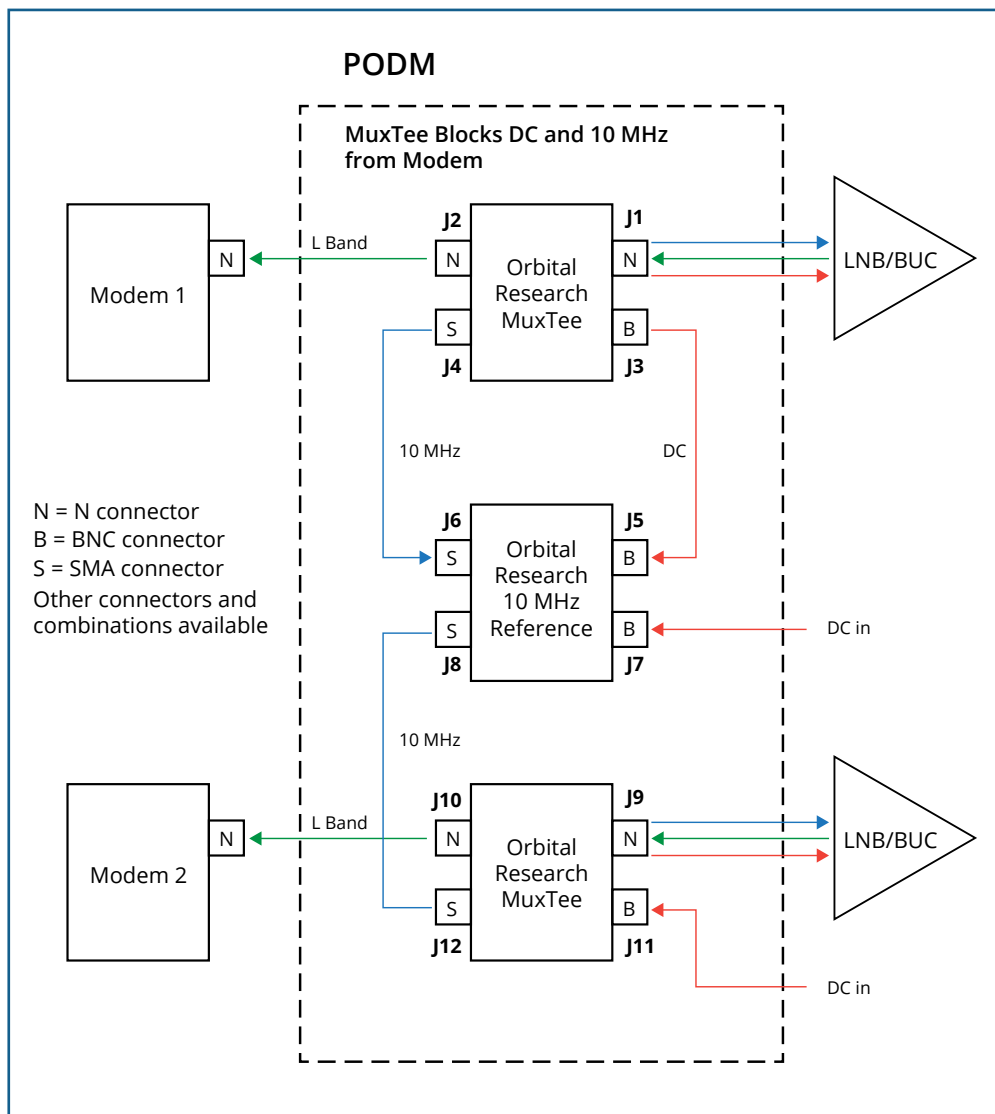 PODM
MuxTee Blocks DC and 10 MHz
from Modem
J2
J1
L Band
N
N
N
Orbital
Research
MuxTee
LNB/BUC
Modem 1
S
B
J4
J3
10 MHz
DC
N = N connector
B = BNC connector
S = SMA connector
Other connectors and
combinations available
J6
J5
S
B
Orbital
Research
10 MHz
Reference
S
B
DC in
J8
J7
10 MHz
J10
J9
L Band
N
N
N
Orbital
Research
MuxTee
LNB/BUC
Modem 2
S
B
J12
J11
DC in